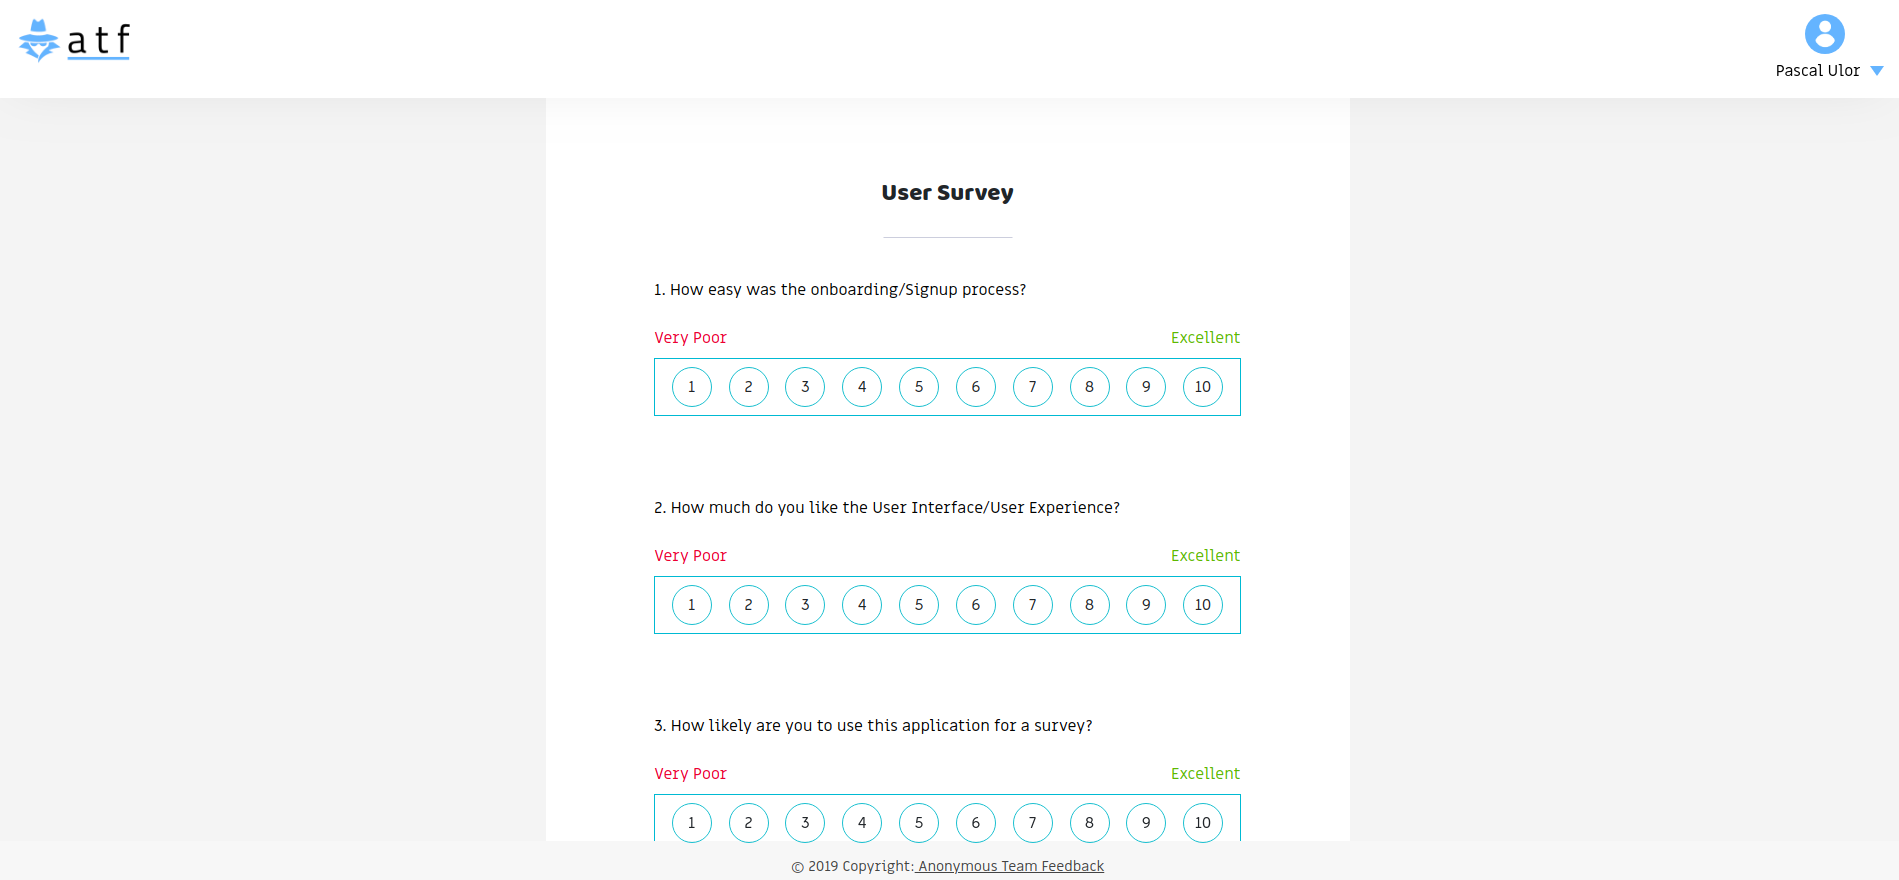 atf
Pascal Ulor
User Survey
1. How easy was the onboarding/Signup process?
Very Poor Excellent
1 2 3 4 5 6 7 8 9 10
2. How much do you like the User Interface/User Experience?
Very Poor Excellent
1 2 3 4 5 6 7 8 9 10
3. How likely are you to use this application for a survey?
Very Poor Excellent
1 2 3 4 5 6 7 8 9 10
© 2019 Copyright: Anonymous Team Feedback